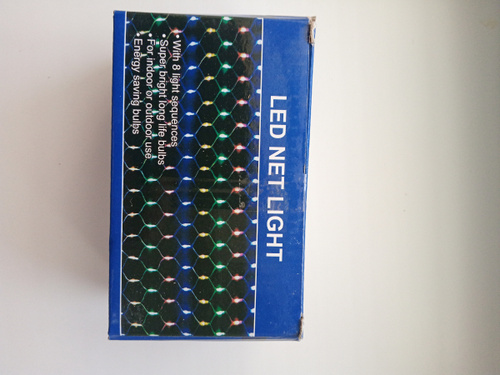 LED NET LIGHT
•With 8 light sequences
•Super bright long life bulbs
•For indoor or outdoor use
•Energy saving bulbs